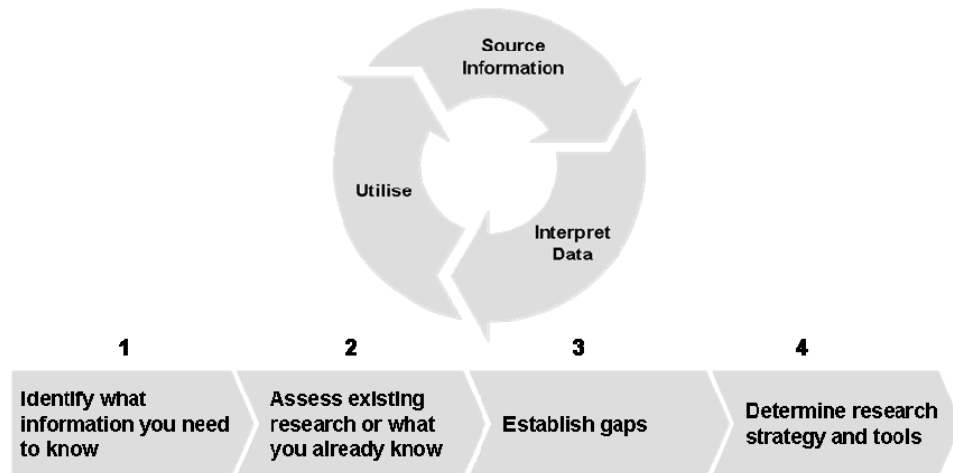 Source
Information
Utilise
Interpret
Data
1
2
3
4
Identify what
information you need
to know
Assess existing
research or what
you already know
Establish gaps
Determine research
strategy and tools